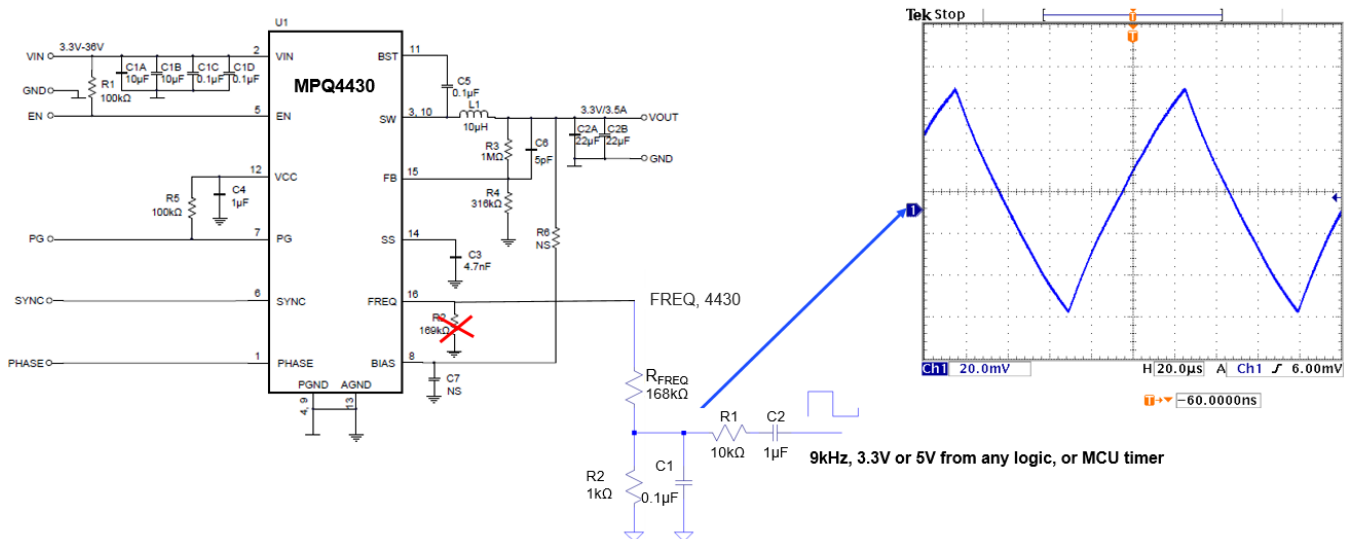 U1
VIN
3.3V-36V
2
VIN
BST
11
C1A
10µF
C1B
10µF
C1C
0.1µF
C1D
0.1µF
MPQ4430
GND
R1
100kΩ
EN
5
EN
C5
0.1µF
SW
3, 10
L1
10µH
3.3V/3.5A
VOUT
C2A
22µF
C2B
22µF
GND
R3
1MΩ
C6
5pF
FB
15
R4
316kΩ
12
VCC
C4
1µF
R5
100kΩ
PG
7
PG
SS
14
C3
4.7nF
R6
NS
SYNC
6
SYNC
FREQ
16
R2
169kΩ
FREQ, 4430
PHASE
1
PHASE
BIAS
8
C7
NS
PGND
AGND
4, 9
13
RFREQ
168kΩ
R1
10kΩ
C2
1µF
R2
1kΩ
C1
0.1µF
9kHz, 3.3V or 5V from any logic, or MCU timer
Tek Stop
T
T
1
Ch1 20.0mV H 20.0µs A Ch1 ƒ 6.00mV
T→▼ −60.0000ns